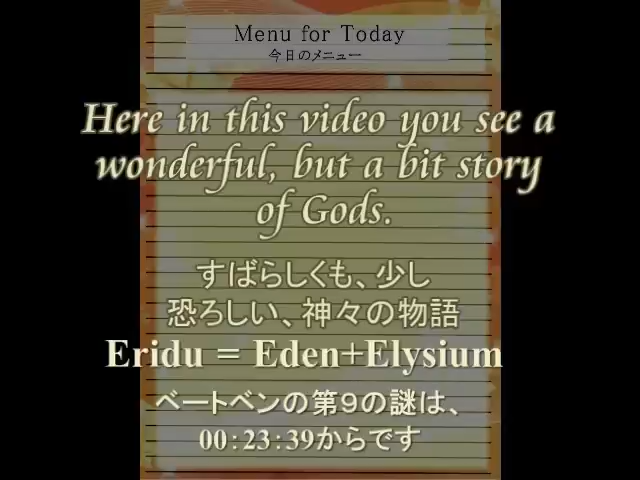 Menu for Today
今日のメニュー
Here in this video you see a
wonderful, but a bit story
of Gods.
すばらしくも、少し
恐ろしい、神々の物語
Eridu = Eden+Elysium
ベートベンの第９の謎は、
00:23:39からです